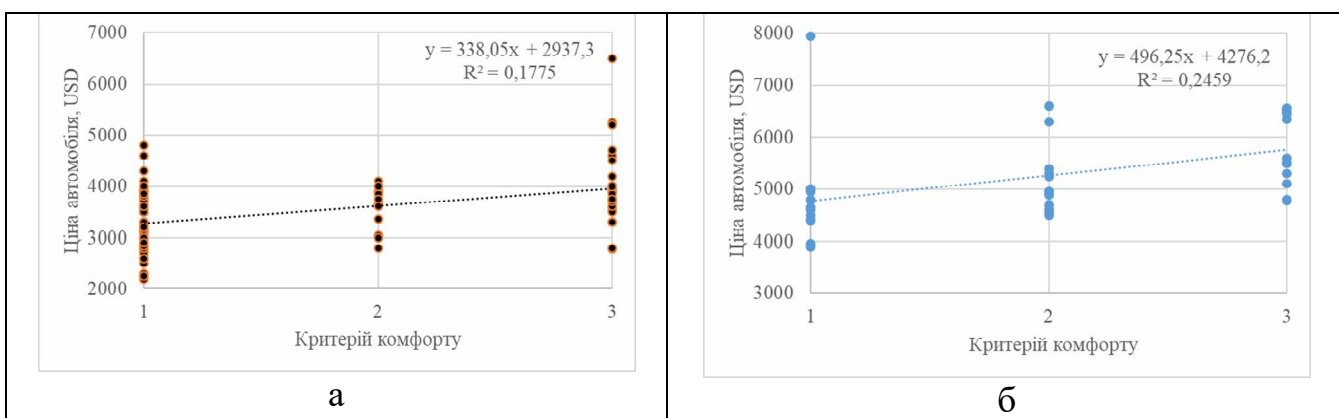 7000
6000
5000
4000
3000
2000
Ціна автомобіля, USD
y = 338,05x + 2937,3
R² = 0,1775
1 2 3
Критерій комфорту
а
8000
7000
6000
5000
4000
3000
Ціна автомобіля, USD
y = 496,25x + 4276,2
R² = 0,2459
1 2 3
Критерій комфорту
б